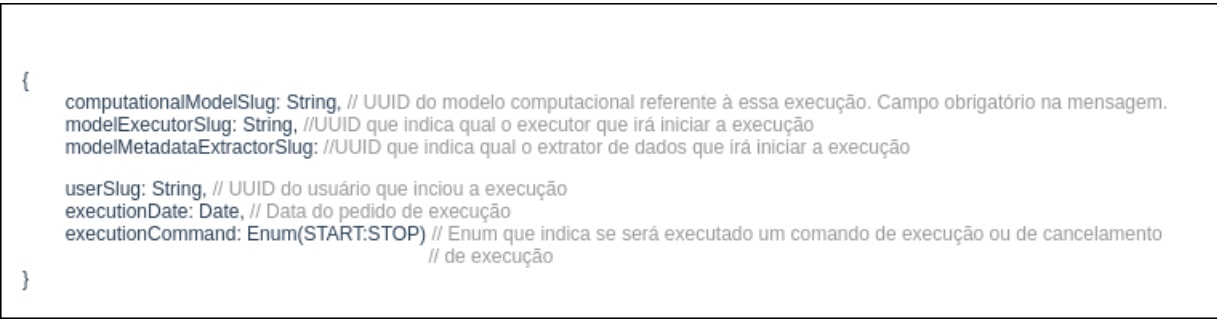 {
computationalModelSlug: String, // UUID do modelo computacional referente à essa execução. Campo obrigatório na mensagem.
modelExecutorSlug: String, //UUID que indica qual o executor que irá iniciar a execução
modelMetadataExtractorSlug: //UUID que indica qual o extrator de dados que irá iniciar a execução
userSlug: String, // UUID do usuário que inciou a execução
executionDate: Date, // Data do pedido de execução
executionCommand: Enum(START:STOP) // Enum que indica se será executado um comando de execução ou de cancelamento
// de execução
}